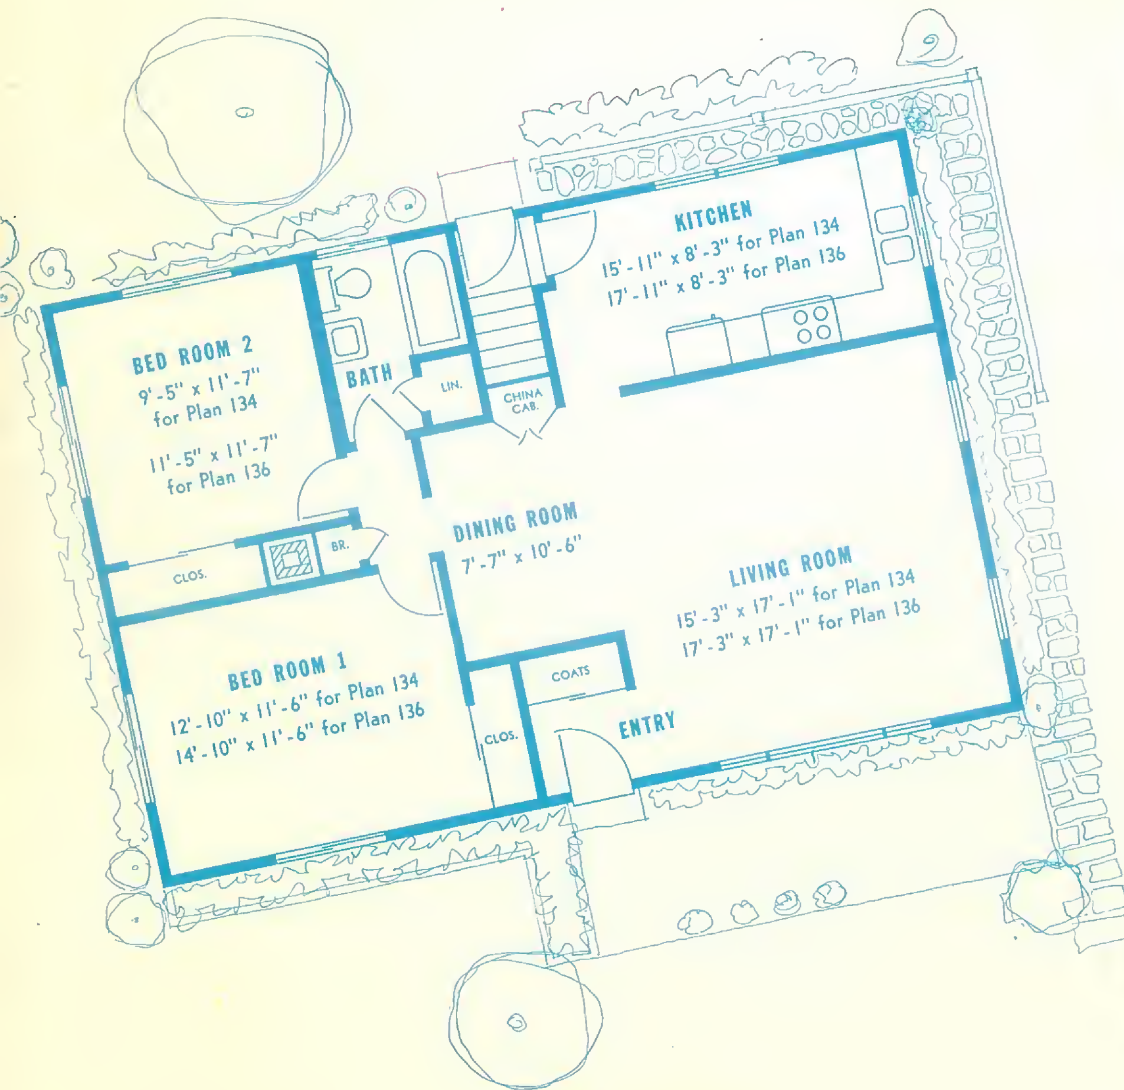 KITCHEN
15'-11" x 8'-3" for Plan 134
17'-11" x 8'-3" for Plan 136
BED ROOM 2
9'-5" x 11'-7"
for Plan 134
11'-5" x 11'-7"
for Plan 136
BATH
LIN.
CHINA
CAB.
DINING ROOM
7'-7" x 10'-6"
BR.
CLOS.
LIVING ROOM
15'-3" x 17'-1" for Plan 134
17'-3" x 17'-1" for Plan 136
BED ROOM 1
12'-10" x 11'-6" for Plan 134
14'-10" x 11'-6" for Plan 136
COATS
CLOS.
ENTRY